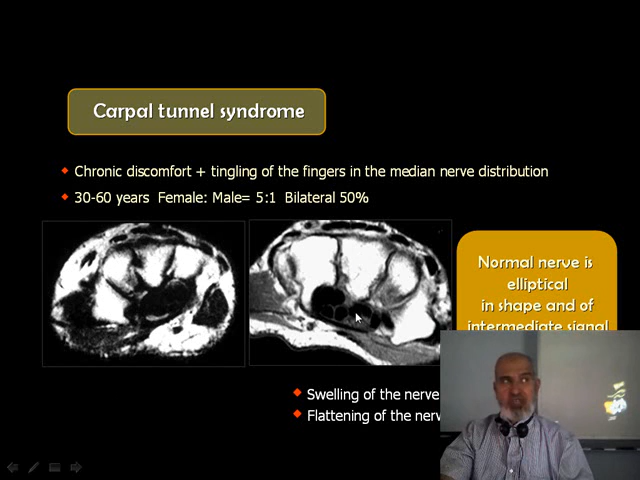 Carpal tunnel syndrome
Chronic discomfort + tingling of the fingers in the median nerve distribution
30-60 years Female: Male= 5:1 Bilateral 50%
Normal nerve is
elliptical
in shape and of
intermediate signal
Swelling of the nerve
Flattening of the